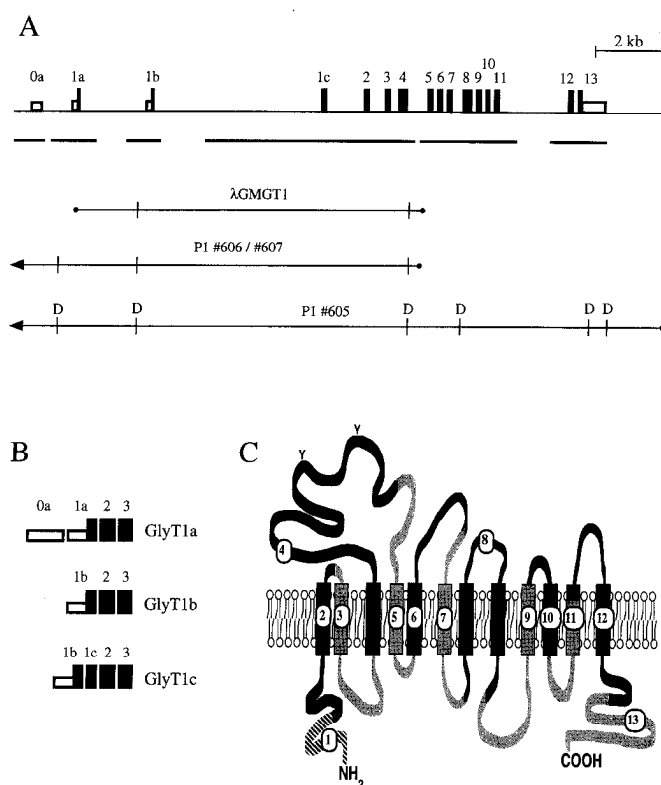 A
2 kb
10
0a 1a 1b 1c 2 3 4 5 6 7 8 9 11 12 13
λGMGT1
P1 #606 / #607
D D P1 #605 D D D D
B
0a 1a 2 3
GlyT1a
1b 2 3
GlyT1b
1b 1c 2 3
GlyT1c
C
Y Y
4 8
2 3 5 6 7 9 10 11 12
1 13
NH2
COOH